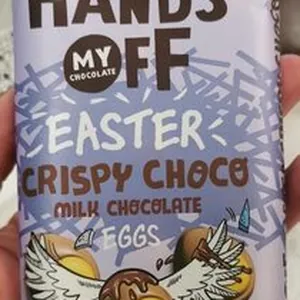 HANDS
MY
CHOCOLATE
OFF
EASTER
CRISPY CHOCO
MILK CHOCOLATE
EGGS